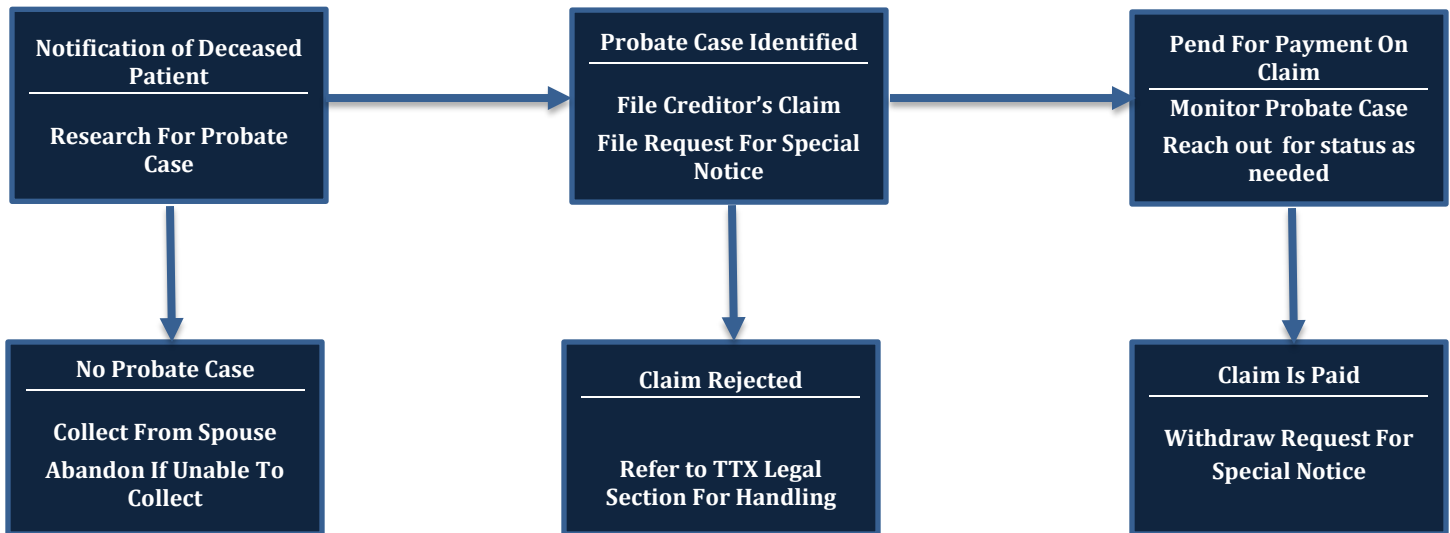 Notification of Deceased
Patient
Research For Probate
Case
Probate Case Identified
File Creditor’s Claim
File Request For Special
Notice
Pend For Payment On
Claim
Monitor Probate Case
Reach out for status as
needed
No Probate Case
Collect From Spouse
Abandon If Unable To
Collect
Claim Rejected
Refer to TTX Legal
Section For Handling
Claim Is Paid
Withdraw Request For
Special Notice